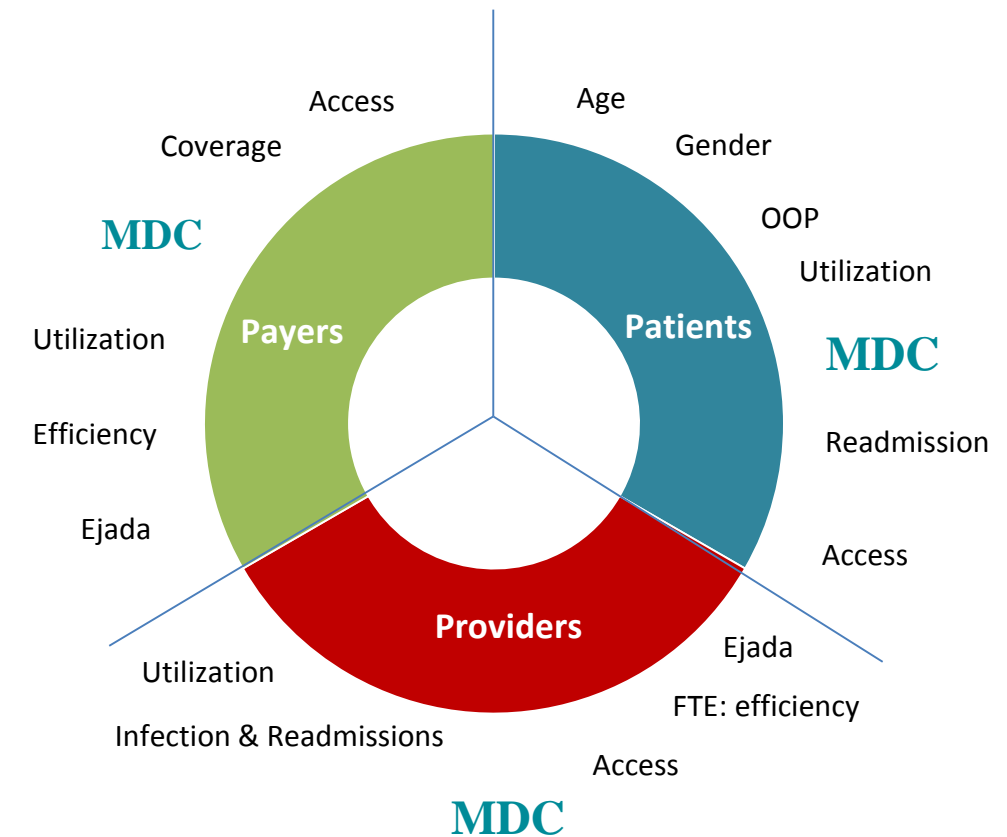 Access
Age
Coverage
Gender
MDC
OOP
Utilization
Utilization
Payers
Patients
MDC
Efficiency
Readmission
Ejada
Access
Providers
Ejada
Utilization
FTE: efficiency
Infection & Readmissions
Access
MDC